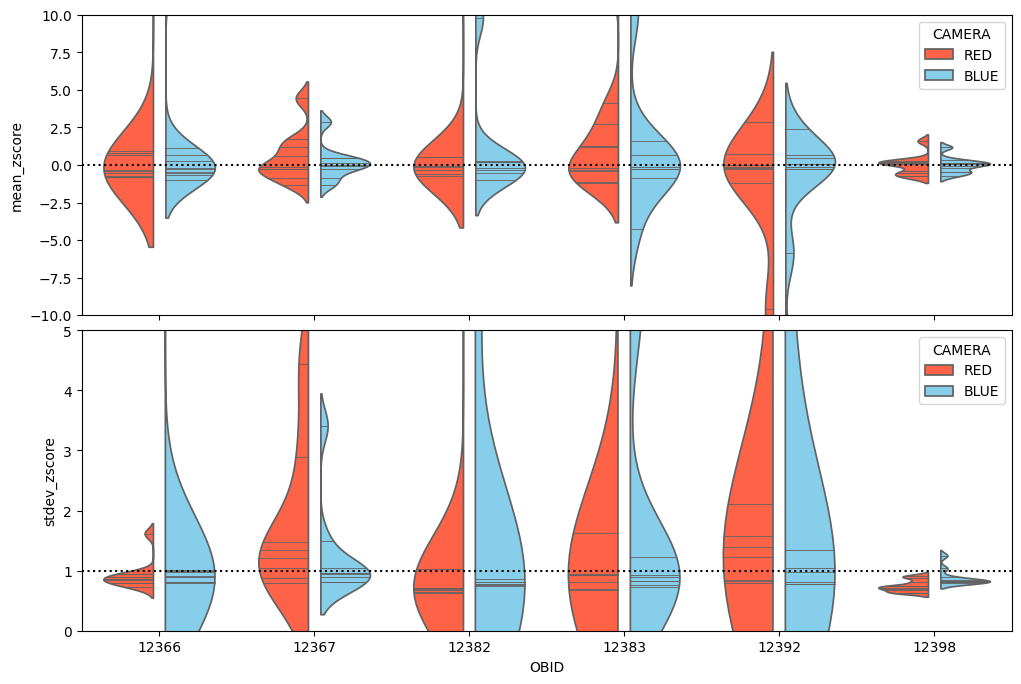 10.0
7.5
5.0
2.5
0.0
−2.5
−5.0
−7.5
−10.0
mean_zscore
CAMERA
RED
BLUE
5
4
3
2
1
0
stdev_zscore
CAMERA
RED
BLUE
12366 12367 12382 12383 12392 12398
OBID